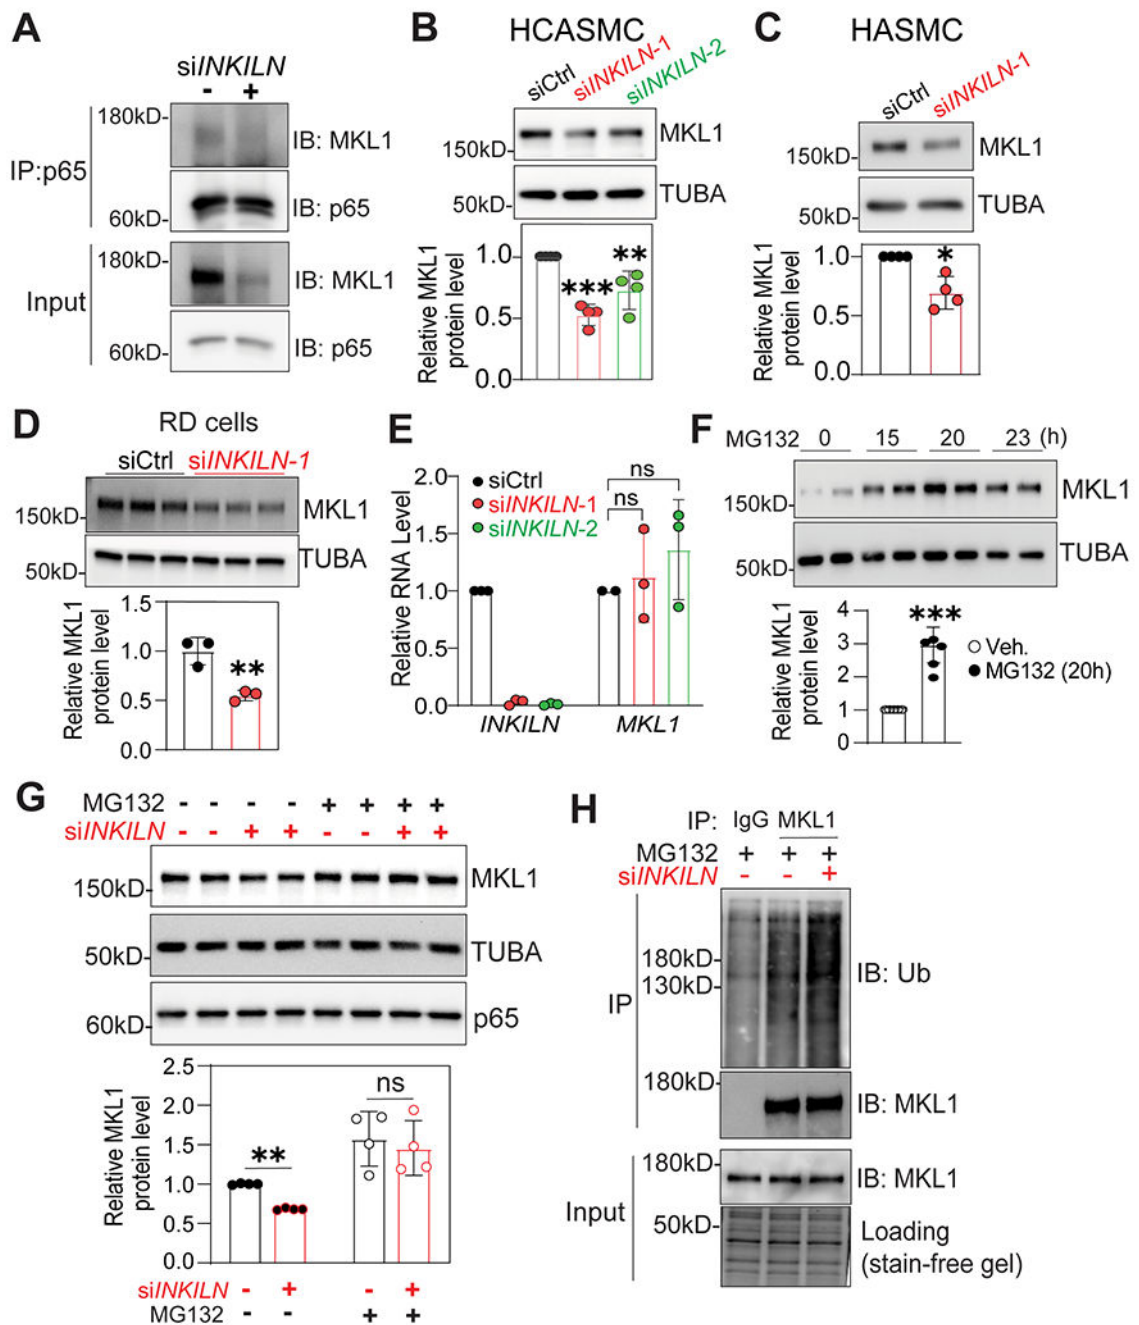 A
siINKILN
- +
180kD-
IB: MKL1
IP:p65
60kD-
IB: p65
180kD-
IB: MKL1
Input
60kD-
IB: p65
B
HCASMC
siCtrl
siINKILN-1
siINKILN-2
150kD-
MKL1
50kD-
TUBA
Relative MKL1
protein level
1.0
0.5
0.0
***
**
C
HASMC
siCtrl
siINKILN-1
150kD-
MKL1
50kD-
TUBA
Relative MKL1
protein level
1.0
0.5
0.0
*
D
RD cells
siCtrl siINKILN-1
150kD-
MKL1
50kD-
TUBA
Relative MKL1
protein level
1.5
1.0
0.5
0.0
**
E
Relative RNA Level
2.0
1.5
1.0
0.5
0.0
siCtrl
siINKILN-1
siINKILN-2
ns
ns
INKILN MKL1
F
MG132 0 15 20 23 (h)
150kD-
MKL1
50kD-
TUBA
Relative MKL1
protein level
4
3
2
1
0
***
Veh.
MG132 (20h)
G
MG132 - - - - + + + +
siINKILN - - + + - - + +
150kD-
MKL1
50kD-
TUBA
60kD-
p65
Relative MKL1
protein level
2.5
2.0
1.5
1.0
0.5
0.0
**
ns
siINKILN - + - +
MG132 - - + +
H
IP: IgG MKL1
MG132 + + +
siINKILN - - +
180kD-
130kD-
IB: Ub
IP
180kD-
IB: MKL1
180kD-
IB: MKL1
Input
50kD-
Loading
(stain-free gel)